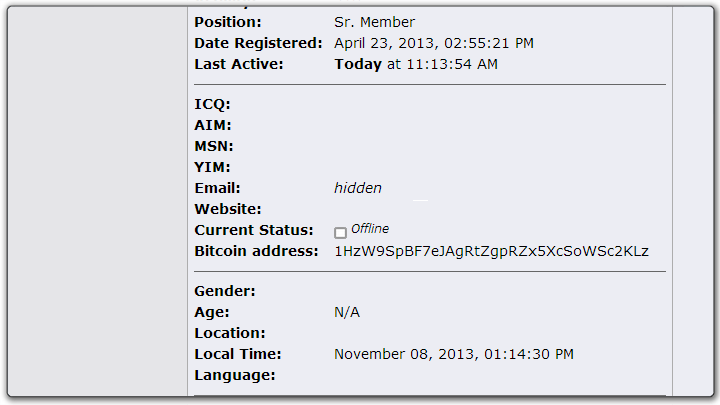 Position: Sr. Member
Date Registered: April 23, 2013, 02:55:21 PM
Last Active: Today at 11:13:54 AM
ICQ:
AIM:
MSN:
YIM:
Email: hidden
Website:
Current Status: Offline
Bitcoin address: 1HzW9SpBF7eJAgRtZgpRZx5XcSoWSc2KLz
Gender:
Age: N/A
Location:
Local Time: November 08, 2013, 01:14:30 PM
Language: